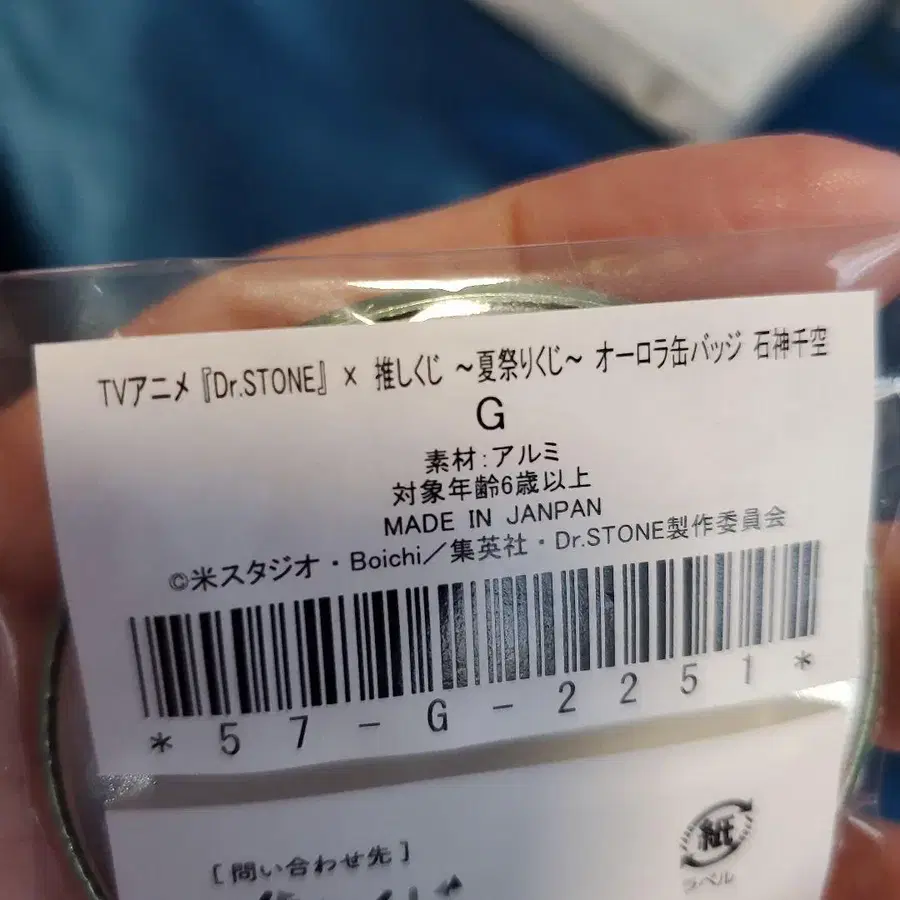 TVアニメ『Dr.STONE』× 推しくじ ～夏祭りくじ～ オーロラ缶バッジ 石神千空
G
素材：アルミ
対象年齢6歳以上
MADE IN JANPAN
©米スタジオ・Boichi／集英社・Dr.STONE製作委員会
*57-G-2251*
[問い合わせ先]
紙
ラベル